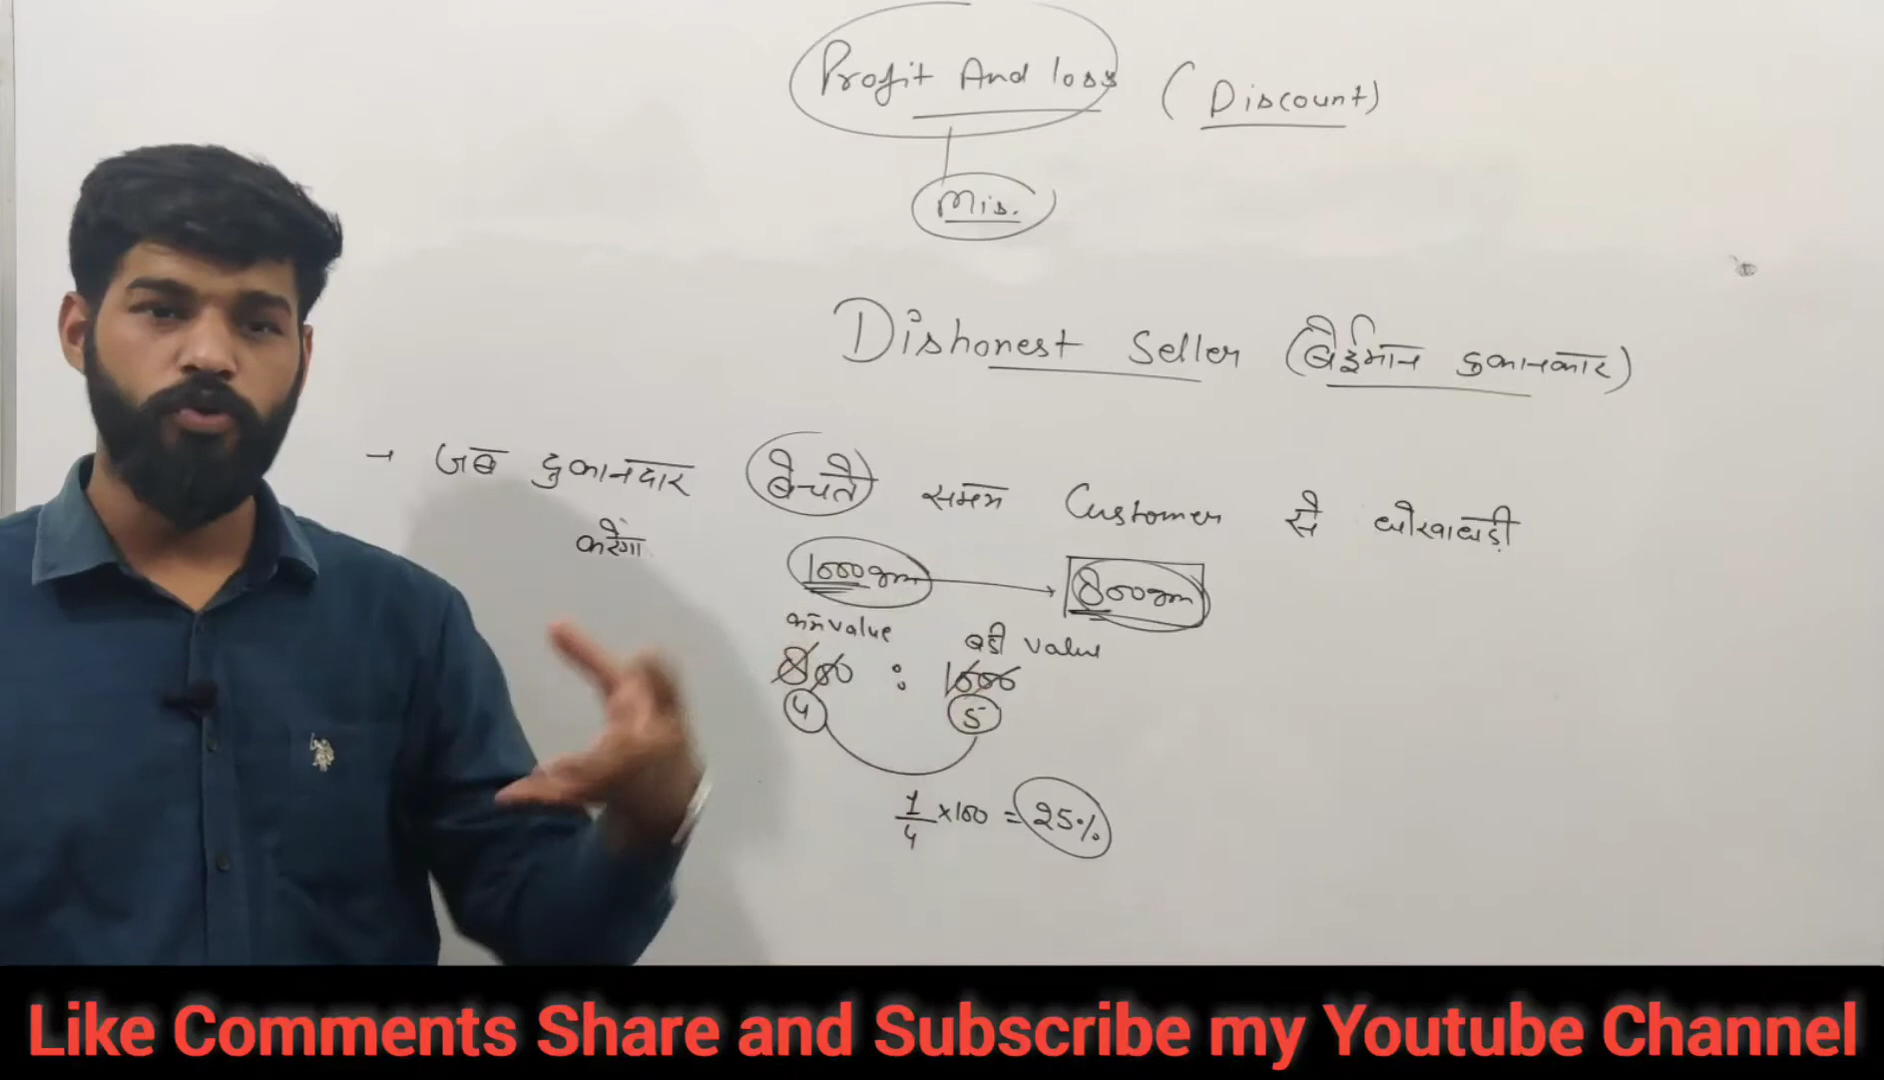 Profit And loss (Discount)
Mis.
Dishonest Seller (बेईमान दुकानदार)
→ जब दुकानदार बेचते समय Customer से धोखाधड़ी
करेगा
1000gm → 800gm
कम value बडी value
800 : 1000
4 5
1/4 ×100 = 25%
Like Comments Share and Subscribe my Youtube Channel